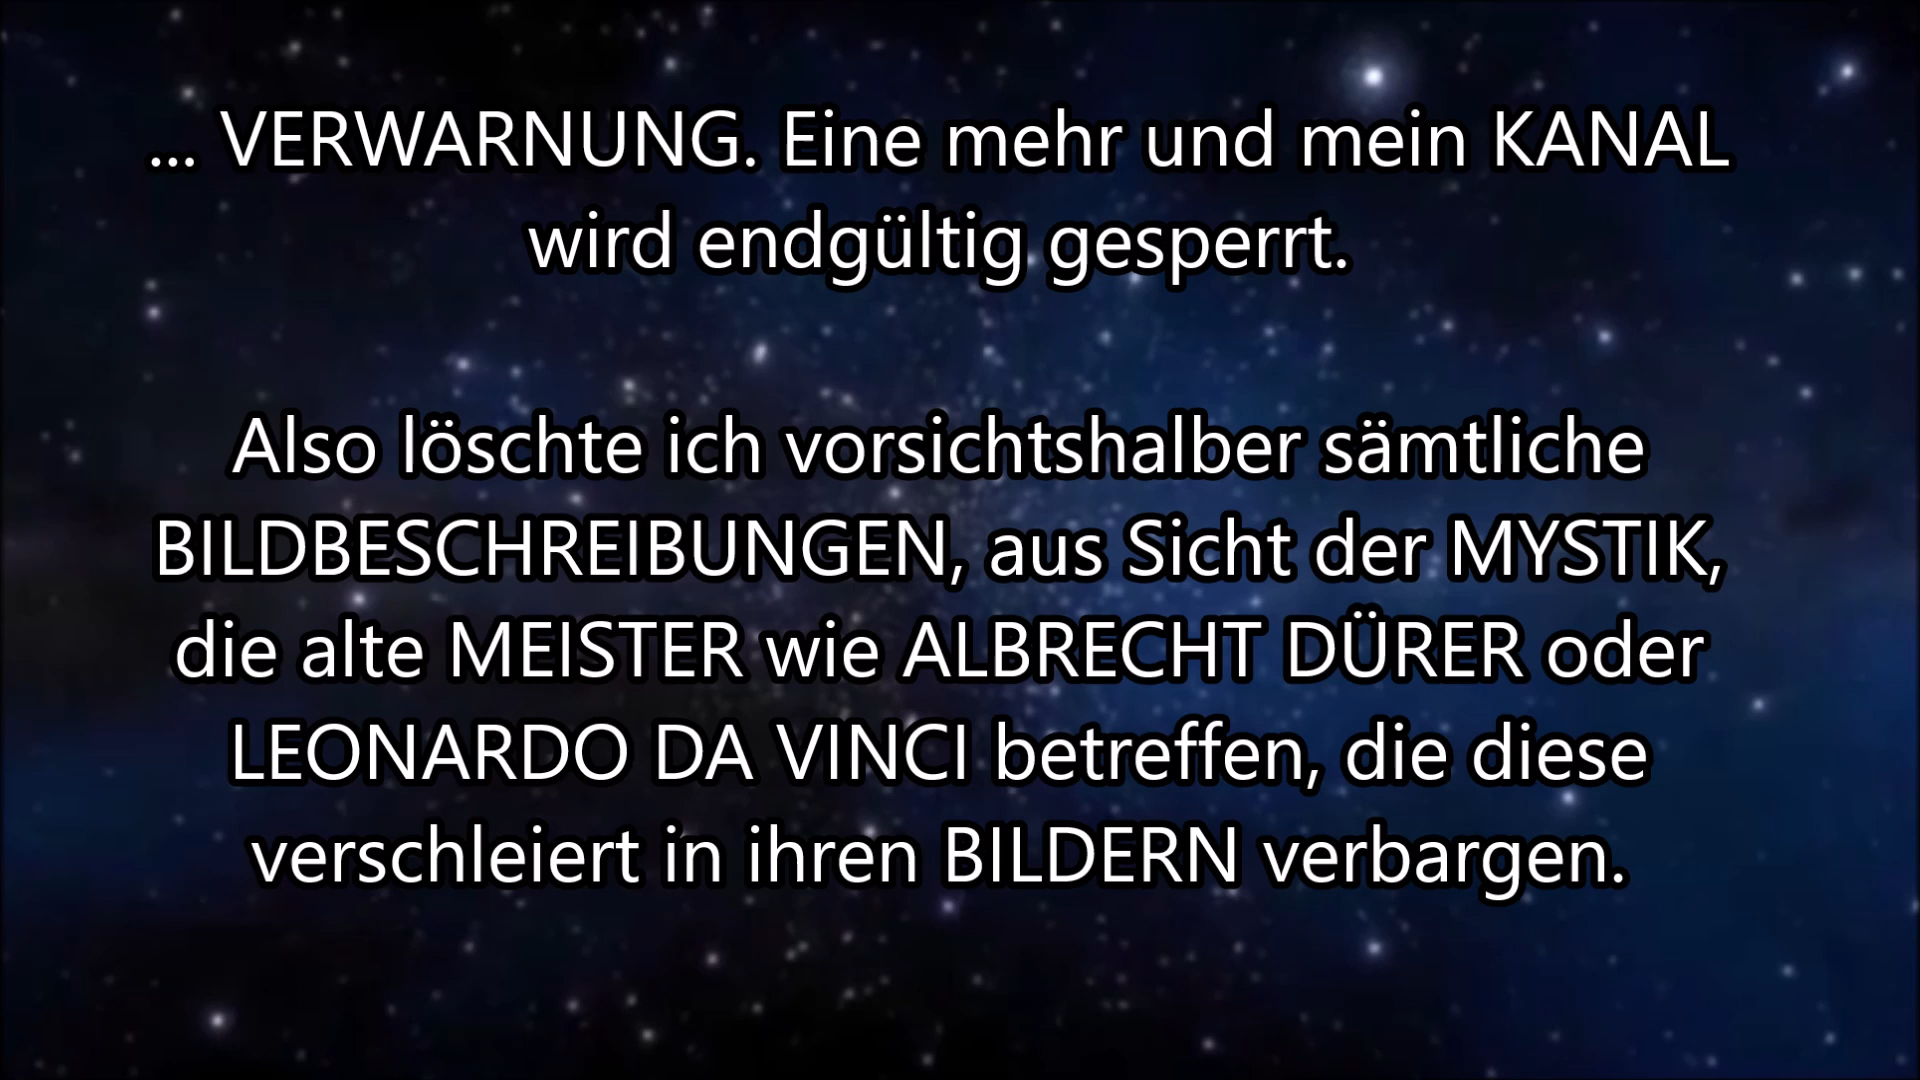 ... VERWARNUNG. Eine mehr und mein KANAL
wird endgültig gesperrt.
Also löschte ich vorsichtshalber sämtliche
BILDBESCHREIBUNGEN, aus Sicht der MYSTIK,
die alte MEISTER wie ALBRECHT DÜRER oder
LEONARDO DA VINCI betreffen, die diese
verschleiert in ihren BILDERN verbargen.